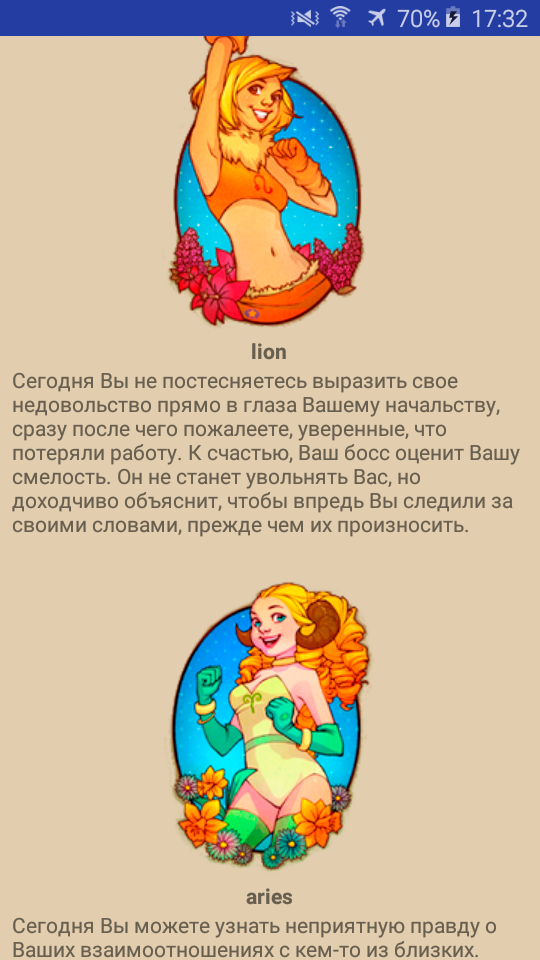 70% 17:32
lion
Сегодня Вы не постесняетесь выразить свое
недовольство прямо в глаза Вашему начальству,
сразу после чего пожалеете, уверенные, что
потеряли работу. К счастью, Ваш босс оценит Вашу
смелость. Он не станет увольнять Вас, но
доходчиво объяснит, чтобы впредь Вы следили за
своими словами, прежде чем их произносить.
aries
Сегодня Вы можете узнать неприятную правду о
Ваших взаимоотношениях с кем-то из близких.